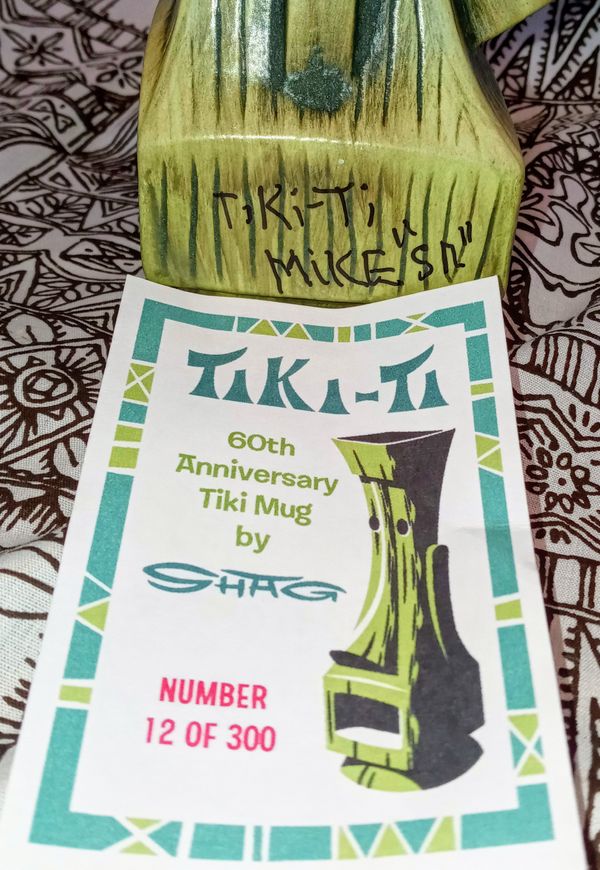 TiKi-Ti
MiKE "SR"
TiKi-Ti
60th
Anniversary
Tiki Mug
by
SHAG
NUMBER
12 OF 300